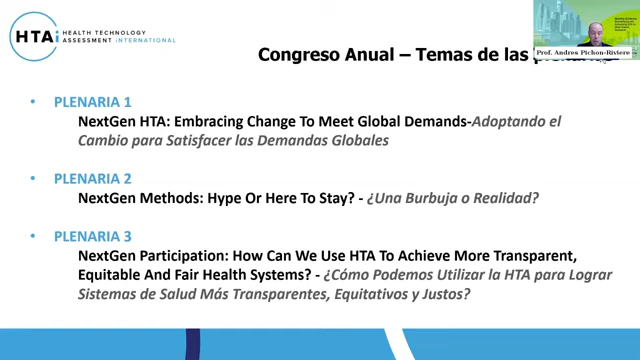 HTAi
HEALTH TECHNOLOGY
ASSESSMENT INTERNATIONAL
Prof. Andres Pichon-Riviere
Congreso Anual – Temas de las
• PLENARIA 1
NextGen HTA: Embracing Change To Meet Global Demands-Adoptando el
Cambio para Satisfacer las Demandas Globales
• PLENARIA 2
NextGen Methods: Hype Or Here To Stay? - ¿Una Burbuja o Realidad?
• PLENARIA 3
NextGen Participation: How Can We Use HTA To Achieve More Transparent,
Equitable And Fair Health Systems? - ¿Cómo Podemos Utilizar la HTA para Lograr
Sistemas de Salud Más Transparentes, Equitativos y Justos?